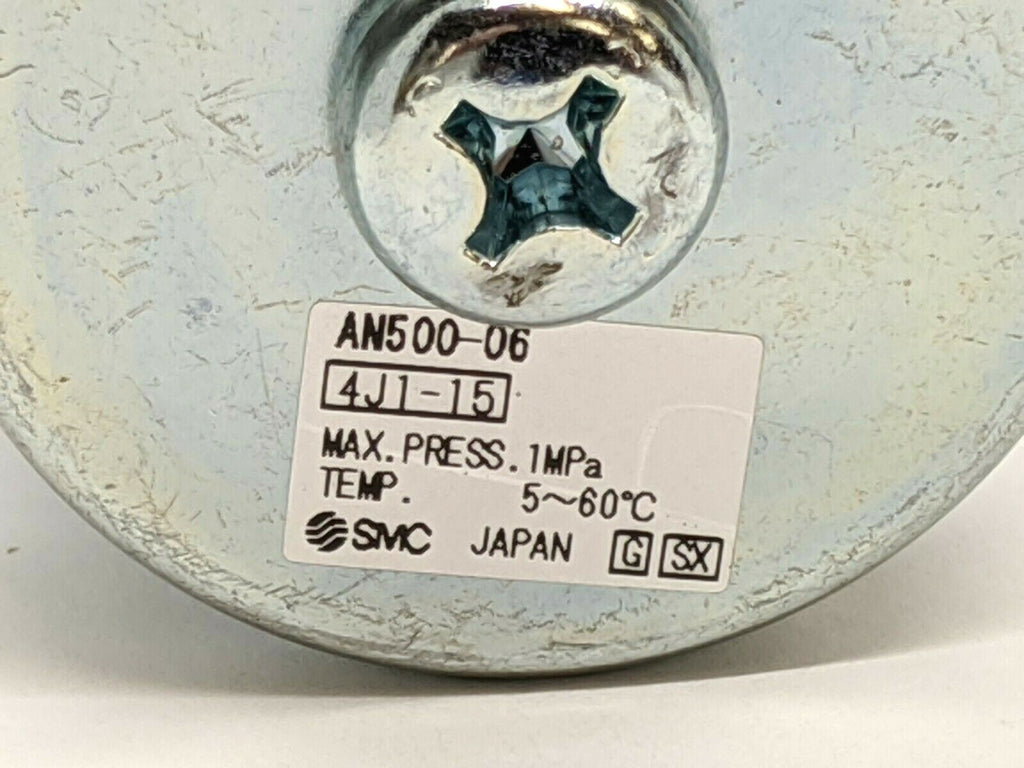 AN500-06
4J1-15
MAX.PRESS.1MPa
TEMP. 5~60℃
SMC JAPAN G SX